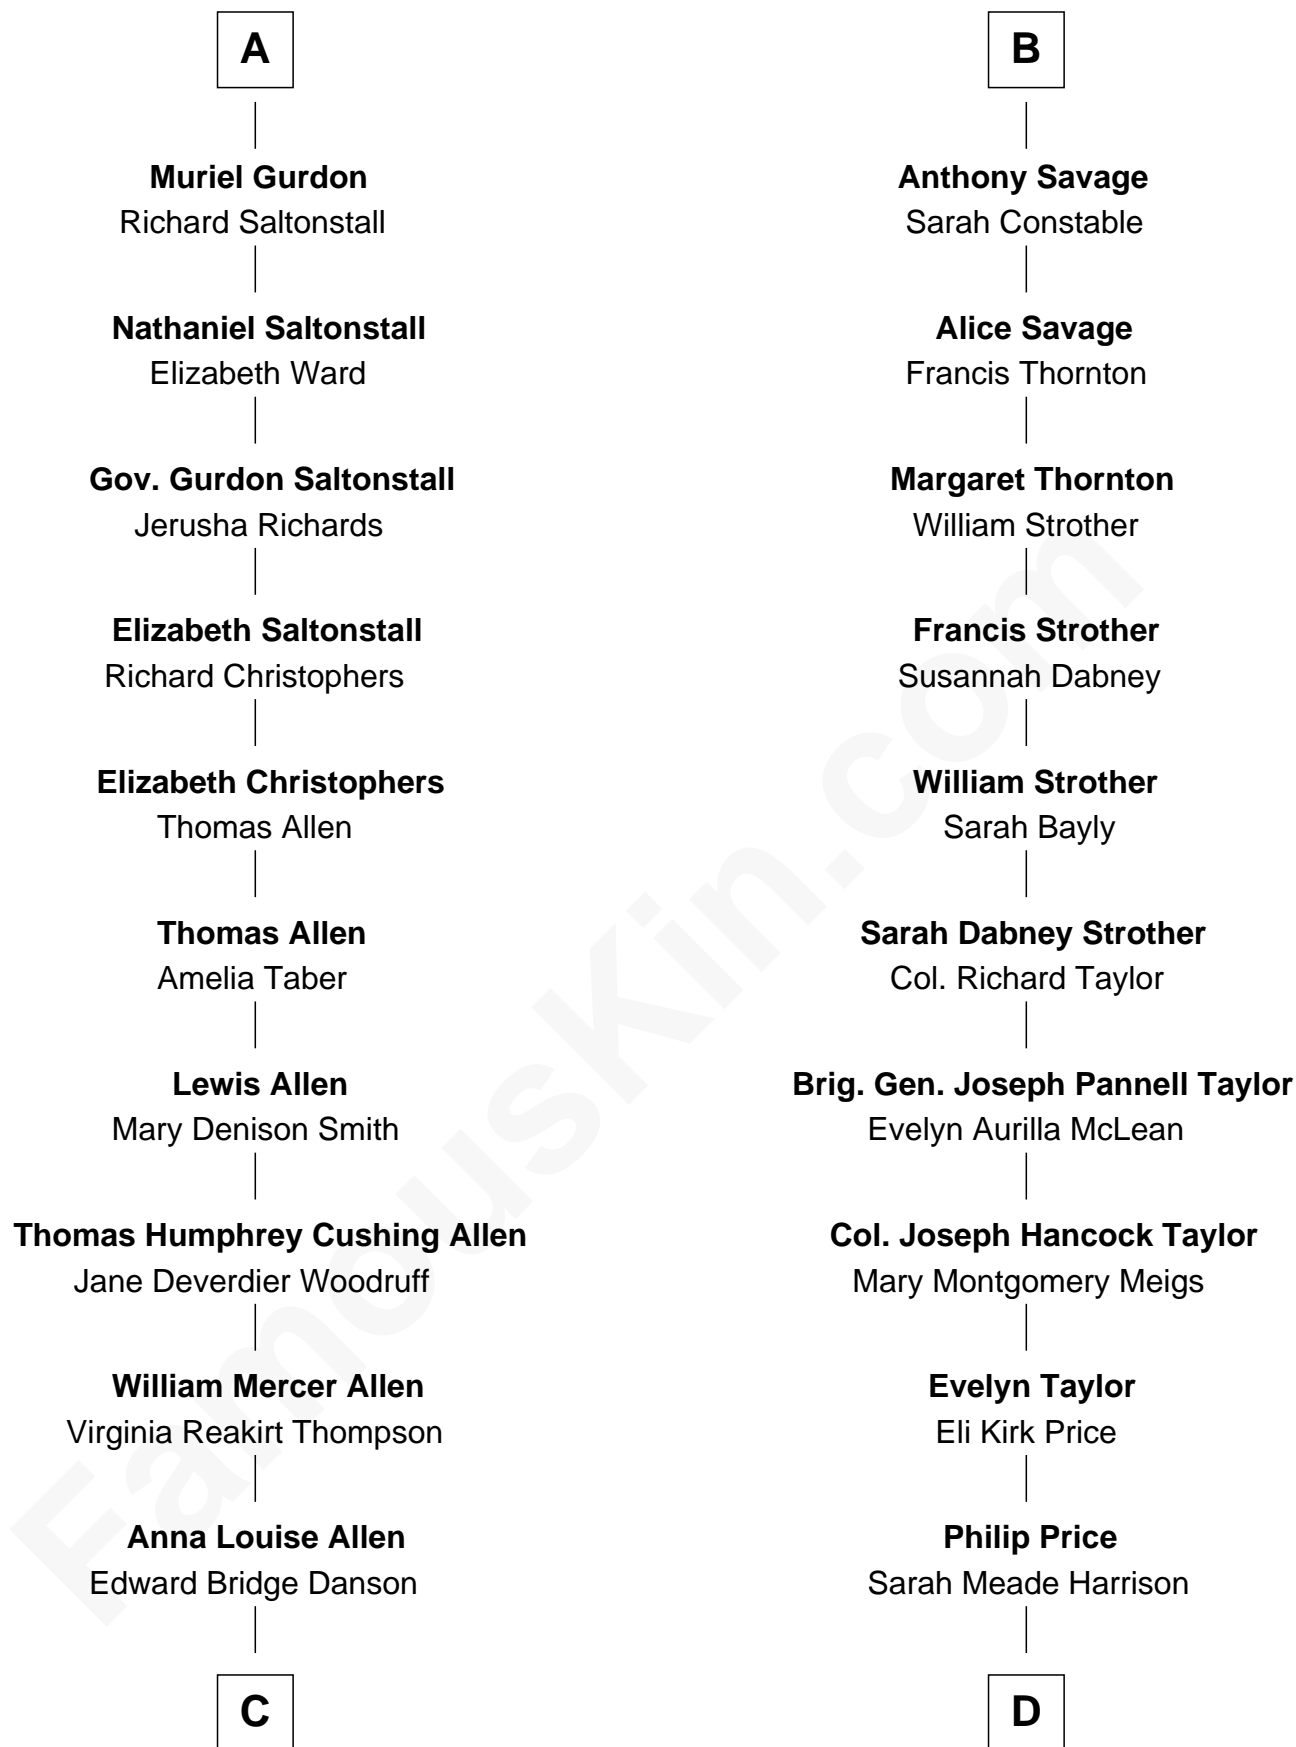 A
Muriel Gurdon
Richard Saltonstall
Nathaniel Saltonstall
Elizabeth Ward
Gov. Gurdon Saltonstall
Jerusha Richards
Elizabeth Saltonstall
Richard Christophers
Elizabeth Christophers
Thomas Allen
Thomas Allen
Amelia Taber
Lewis Allen
Mary Denison Smith
Thomas Humphrey Cushing Allen
Jane Deverdier Woodruff
William Mercer Allen
Virginia Reakirt Thompson
Anna Louise Allen
Edward Bridge Danson
C
B
Anthony Savage
Sarah Constable
Alice Savage
Francis Thornton
Margaret Thornton
William Strother
Francis Strother
Susannah Dabney
William Strother
Sarah Bayly
Sarah Dabney Strother
Col. Richard Taylor
Brig. Gen. Joseph Pannell Taylor
Evelyn Aurilla McLean
Col. Joseph Hancock Taylor
Mary Montgomery Meigs
Evelyn Taylor
Eli Kirk Price
Philip Price
Sarah Meade Harrison
D
FamousKin.com